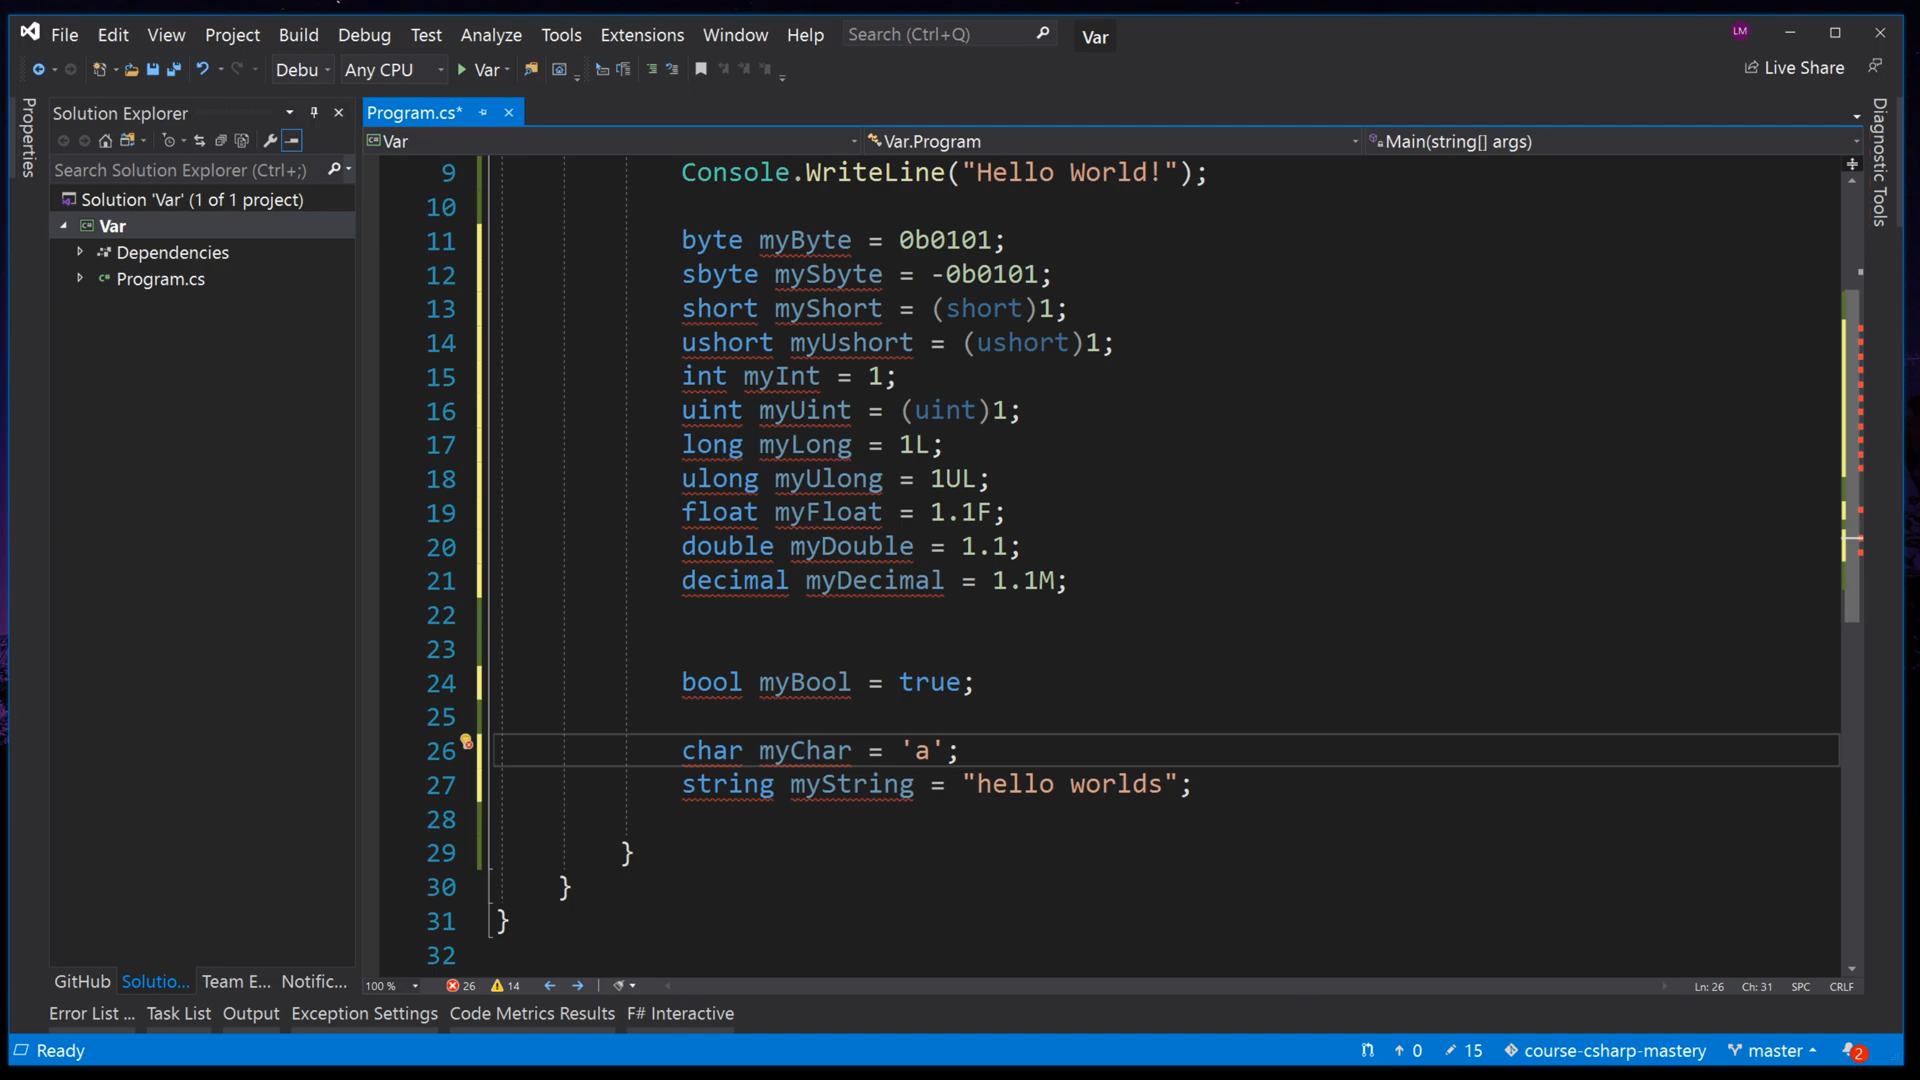 File Edit View Project Build Debug Test Analyze Tools Extensions Window Help Search (Ctrl+Q) Var LM
Debu Any CPU Var Live Share
Properties
Solution Explorer
Search Solution Explorer (Ctrl+;)
Solution 'Var' (1 of 1 project)
Var
Dependencies
Program.cs
Program.cs*
Var Var.Program Main(string[] args)
9 Console.WriteLine("Hello World!");
10
11 byte myByte = 0b0101;
12 sbyte mySbyte = -0b0101;
13 short myShort = (short)1;
14 ushort myUshort = (ushort)1;
15 int myInt = 1;
16 uint myUint = (uint)1;
17 long myLong = 1L;
18 ulong myUlong = 1UL;
19 float myFloat = 1.1F;
20 double myDouble = 1.1;
21 decimal myDecimal = 1.1M;
22
23
24 bool myBool = true;
25
26 char myChar = 'a';
27 string myString = "hello worlds";
28
29 }
30 }
31 }
32
Diagnostic Tools
GitHub Solutio... Team E... Notific...
100 % 26 14 Ln: 26 Ch: 31 SPC CRLF
Error List ... Task List Output Exception Settings Code Metrics Results F# Interactive
Ready 0 15 course-csharp-mastery master 2